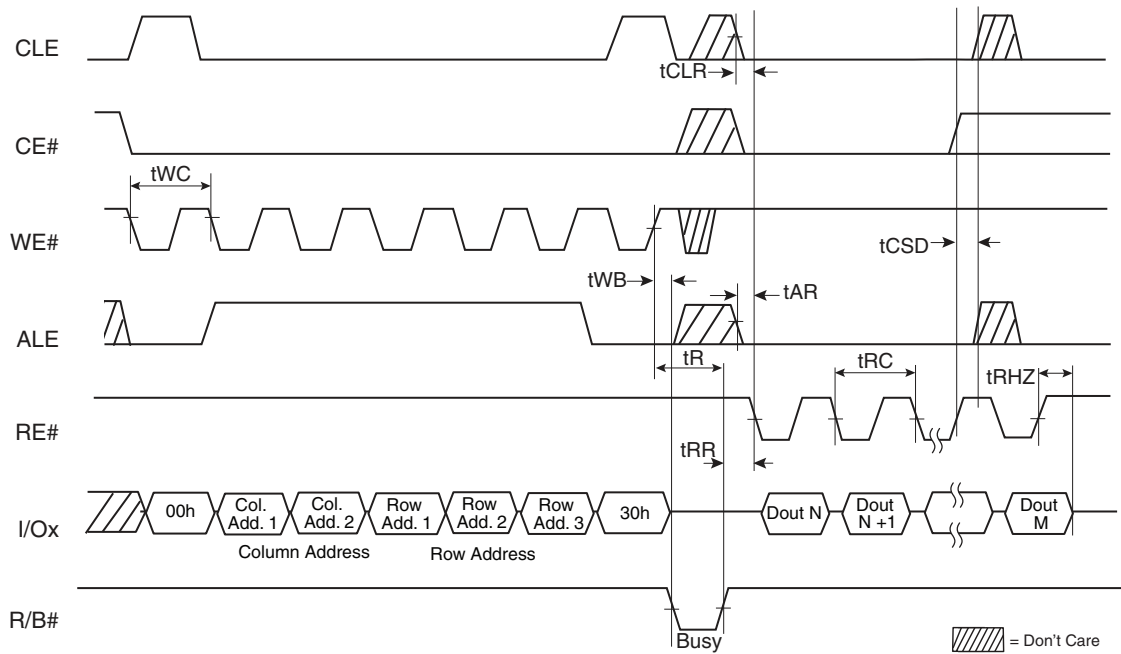 CLE
tCLR
CE#
tWC
WE#
tCSD
tWB
tAR
ALE
tR
tRC
tRHZ
RE#
tRR
I/Ox
00h
Col. Add. 1
Col. Add. 2
Row Add. 1
Row Add. 2
Row Add. 3
30h
Dout N
Dout N +1
Dout M
Column Address
Row Address
R/B#
Busy
= Don't Care